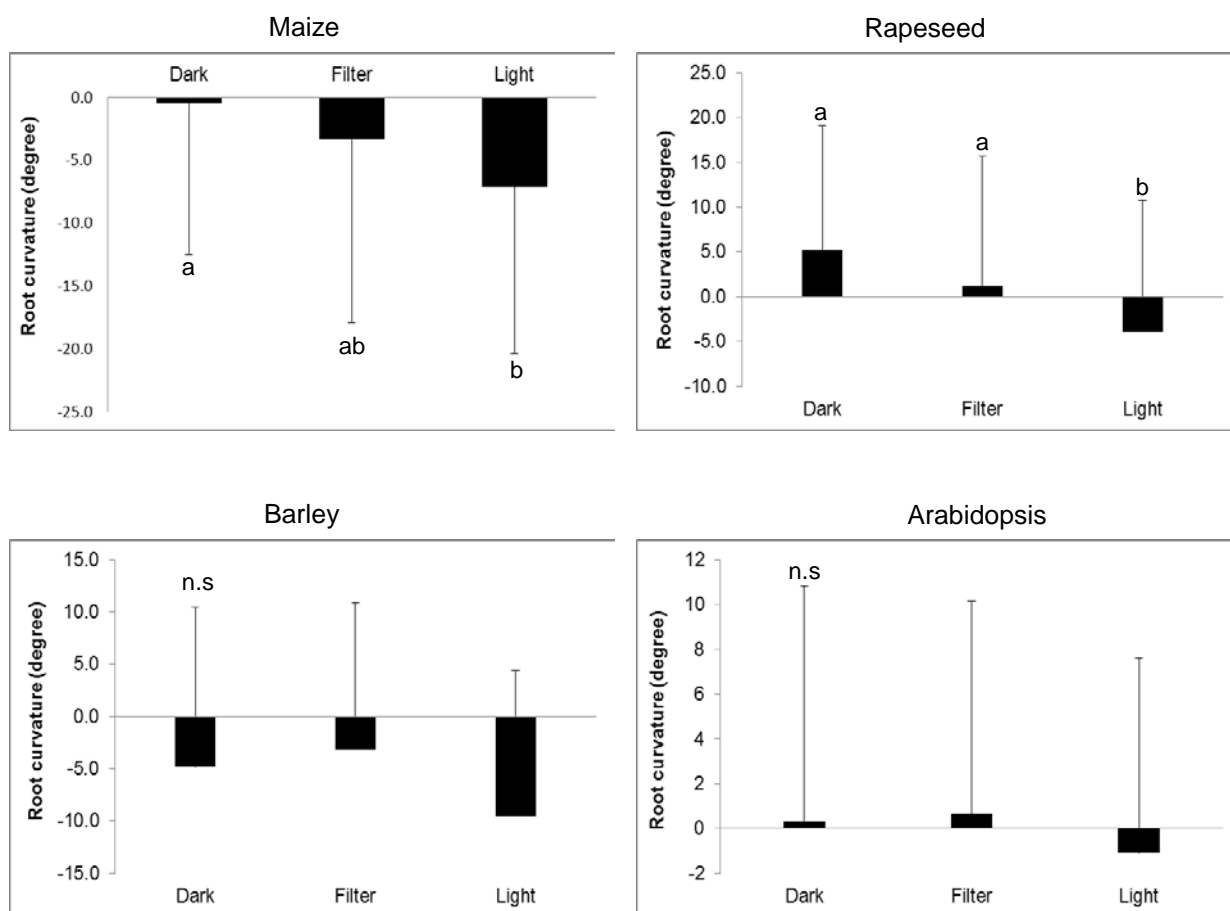 Maize
Dark Filter Light
0.0
-5.0
-10.0
-15.0
-20.0
-25.0
Root curvature (degree)
a
ab
b
Rapeseed
25.0
20.0
15.0
10.0
5.0
0.0
-5.0
-10.0
Root curvature (degree)
a
a
b
Dark Filter Light
Barley
15.0
10.0
5.0
0.0
-5.0
-10.0
-15.0
Root curvature (degree)
n.s
Dark Filter Light
Arabidopsis
12
10
8
6
4
2
0
-2
Root curvature (degree)
n.s
Dark Filter Light